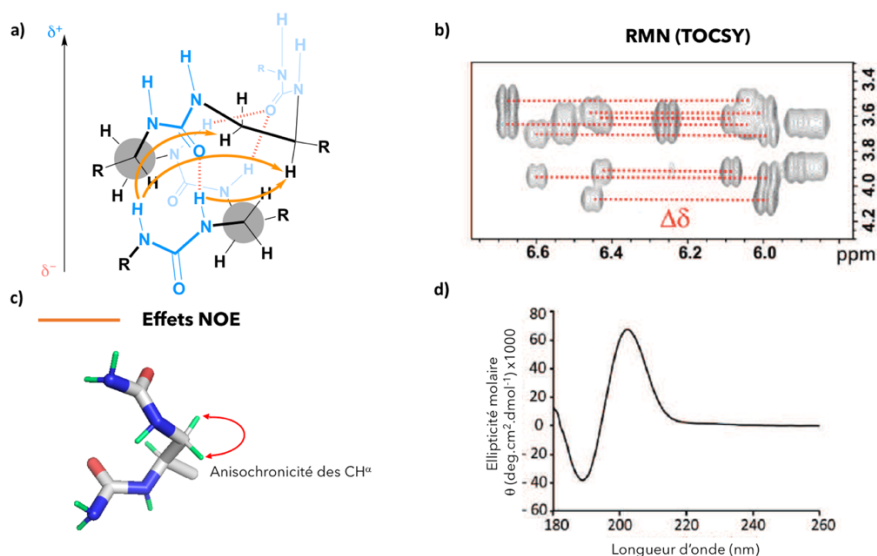 a)
δ⁺
δ⁻
H
H
H
R
N
N
N
N
O
H
H
H
H
R
R
O
N
H
H
H
H
N
H
H
R
H
N
N
H
R
N
O
H
H
O
b)
RMN (TOCSY)
3.4
3.6
3.8
4.0
4.2
Δδ
6.6
6.4
6.2
6.0
ppm
c)
Effets NOE
Anisochronicité des CHᵅ
d)
Ellipticité molaire
θ (deg.cm².dmol⁻¹) x1000
80
60
40
20
0
- 20
- 40
- 60
180
200
220
240
260
Longueur d'onde (nm)